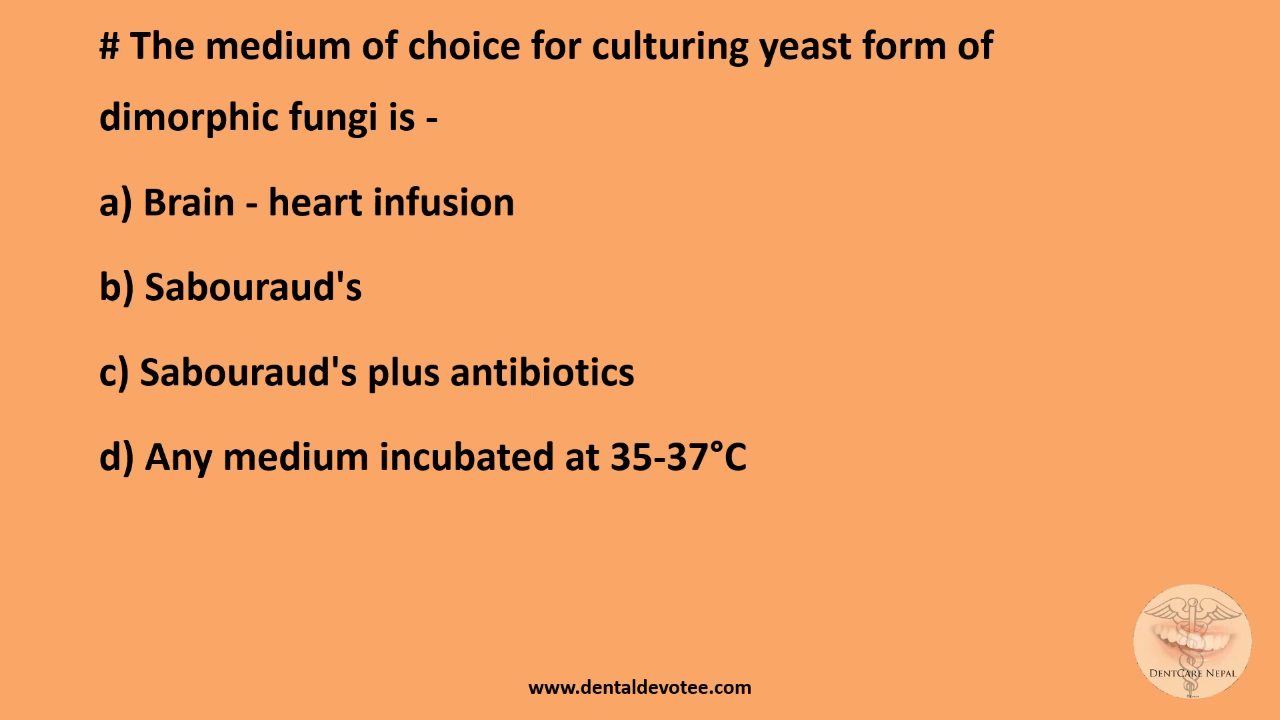 # The medium of choice for culturing yeast form of
dimorphic fungi is -
a) Brain - heart infusion
b) Sabouraud's
c) Sabouraud's plus antibiotics
d) Any medium incubated at 35-37°C
DENTCARE NEPAL
www.dentaldevotee.com